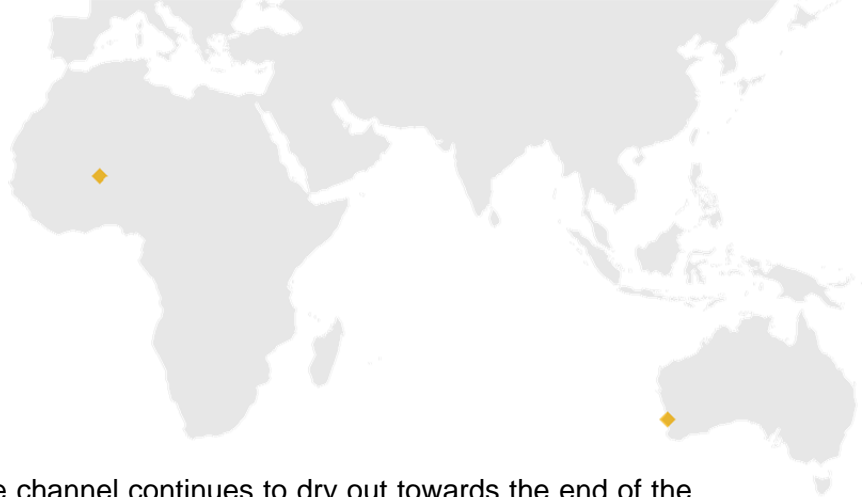 channel continues to dry out towards the end of the